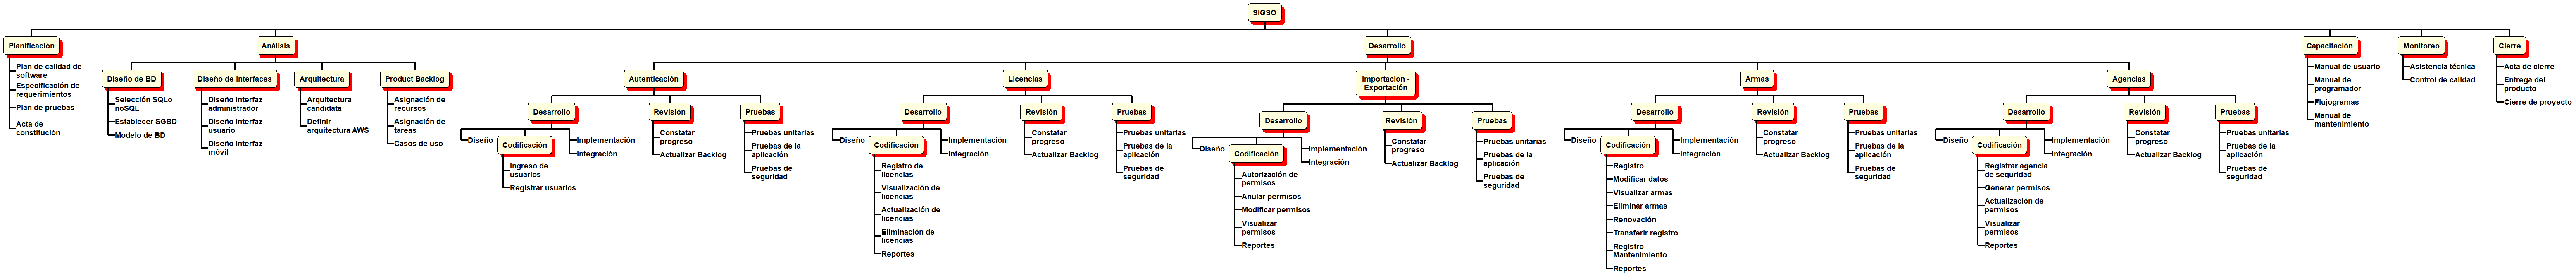 SIGSO
Planificación
Plan de calidad de
software
Especificación de
requerimientos
Plan de pruebas
Acta de
constitución
Análisis
Diseño de BD
Selección SQLo
noSQL
Establecer SGBD
Modelo de BD
Diseño de interfaces
Diseño interfaz
administrador
Diseño interfaz
usuario
Diseño interfaz
móvil
Arquitectura
Arquitectura
candidata
Definir
arquitectura AWS
Product Backlog
Asignación de
recursos
Asignación de
tareas
Casos de uso
Desarrollo
Autenticación
Desarrollo
Diseño
Codificación
Ingreso de
usuarios
Registrar usuarios
Implementación
Integración
Revisión
Constatar
progreso
Actualizar Backlog
Pruebas
Pruebas unitarias
Pruebas de la
aplicación
Pruebas de
seguridad
Licencias
Desarrollo
Diseño
Codificación
Registro de
licencias
Visualización de
licencias
Actualización de
licencias
Eliminación de
licencias
Reportes
Implementación
Integración
Revisión
Constatar
progreso
Actualizar Backlog
Pruebas
Pruebas unitarias
Pruebas de la
aplicación
Pruebas de
seguridad
Importacion -
Exportación
Desarrollo
Diseño
Codificación
Autorización de
permisos
Anular permisos
Modificar permisos
Visualizar
permisos
Reportes
Implementación
Integración
Revisión
Constatar
progreso
Actualizar Backlog
Pruebas
Pruebas unitarias
Pruebas de la
aplicación
Pruebas de
seguridad
Armas
Desarrollo
Diseño
Codificación
Registro
Modificar datos
Visualizar armas
Eliminar armas
Renovación
Transferir registro
Registro
Mantenimiento
Reportes
Implementación
Integración
Revisión
Constatar
progreso
Actualizar Backlog
Pruebas
Pruebas unitarias
Pruebas de la
aplicación
Pruebas de
seguridad
Agencias
Desarrollo
Diseño
Codificación
Registrar agencia
de seguridad
Generar permisos
Actualización de
permisos
Visualizar
permisos
Reportes
Implementación
Integración
Revisión
Constatar
progreso
Actualizar Backlog
Pruebas
Pruebas unitarias
Pruebas de la
aplicación
Pruebas de
seguridad
Capacitación
Manual de usuario
Manual de
programador
Flujogramas
Manual de
mantenimiento
Monitoreo
Asistencia técnica
Control de calidad
Cierre
Acta de cierre
Entrega del
producto
Cierre de proyecto